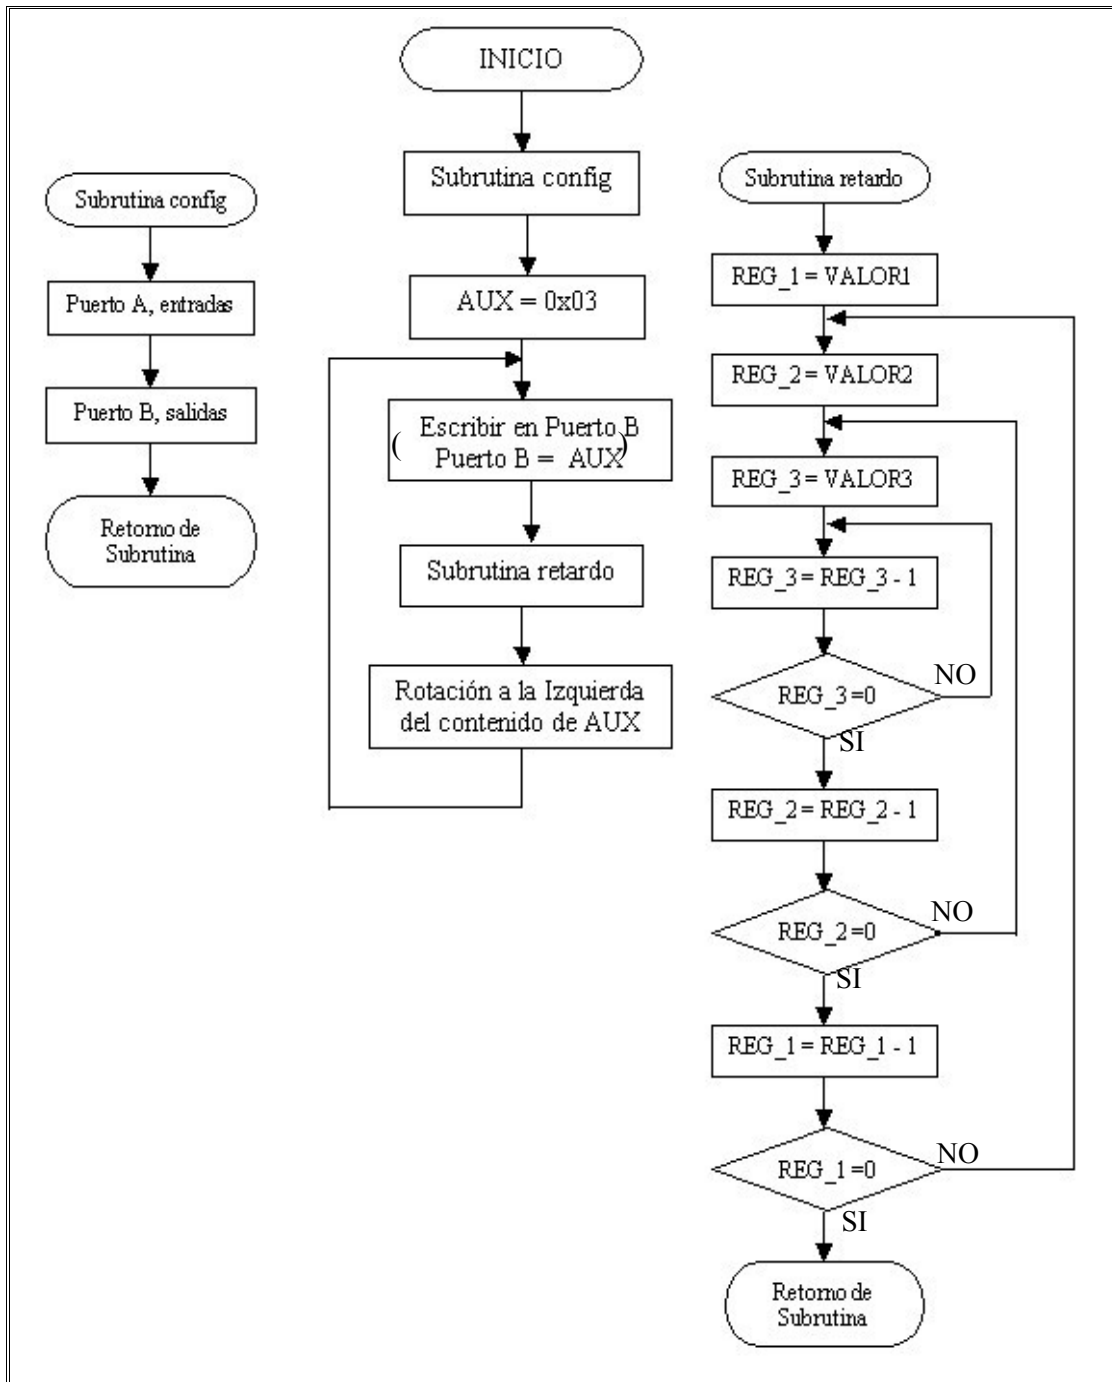 INICIO
Subrutina config
AUX = 0x03
Escribir en Puerto B
( Puerto B = AUX )
Subrutina retardo
Rotación a la Izquierda
del contenido de AUX
Subrutina config
Puerto A, entradas
Puerto B, salidas
Retorno de
Subrutina
Subrutina retardo
REG_1 = VALOR1
REG_2 = VALOR2
REG_3 = VALOR3
REG_3 = REG_3 - 1
REG_3 =0
NO
SI
REG_2 = REG_2 - 1
REG_2 =0
NO
SI
REG_1 = REG_1 - 1
REG_1 =0
NO
SI
Retorno de
Subrutina